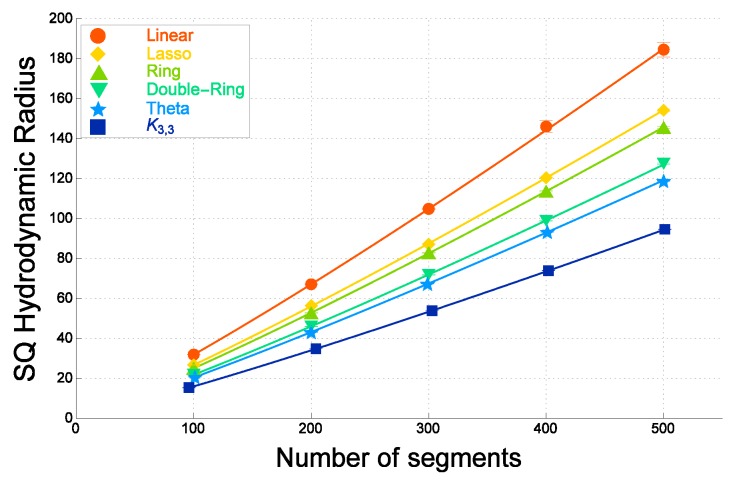 200
180
160
140
120
100
80
60
40
20
0
SQ Hydrodynamic Radius
Linear
Lasso
Ring
Double–Ring
Theta
K3,3
0
100
200
300
400
500
Number of segments